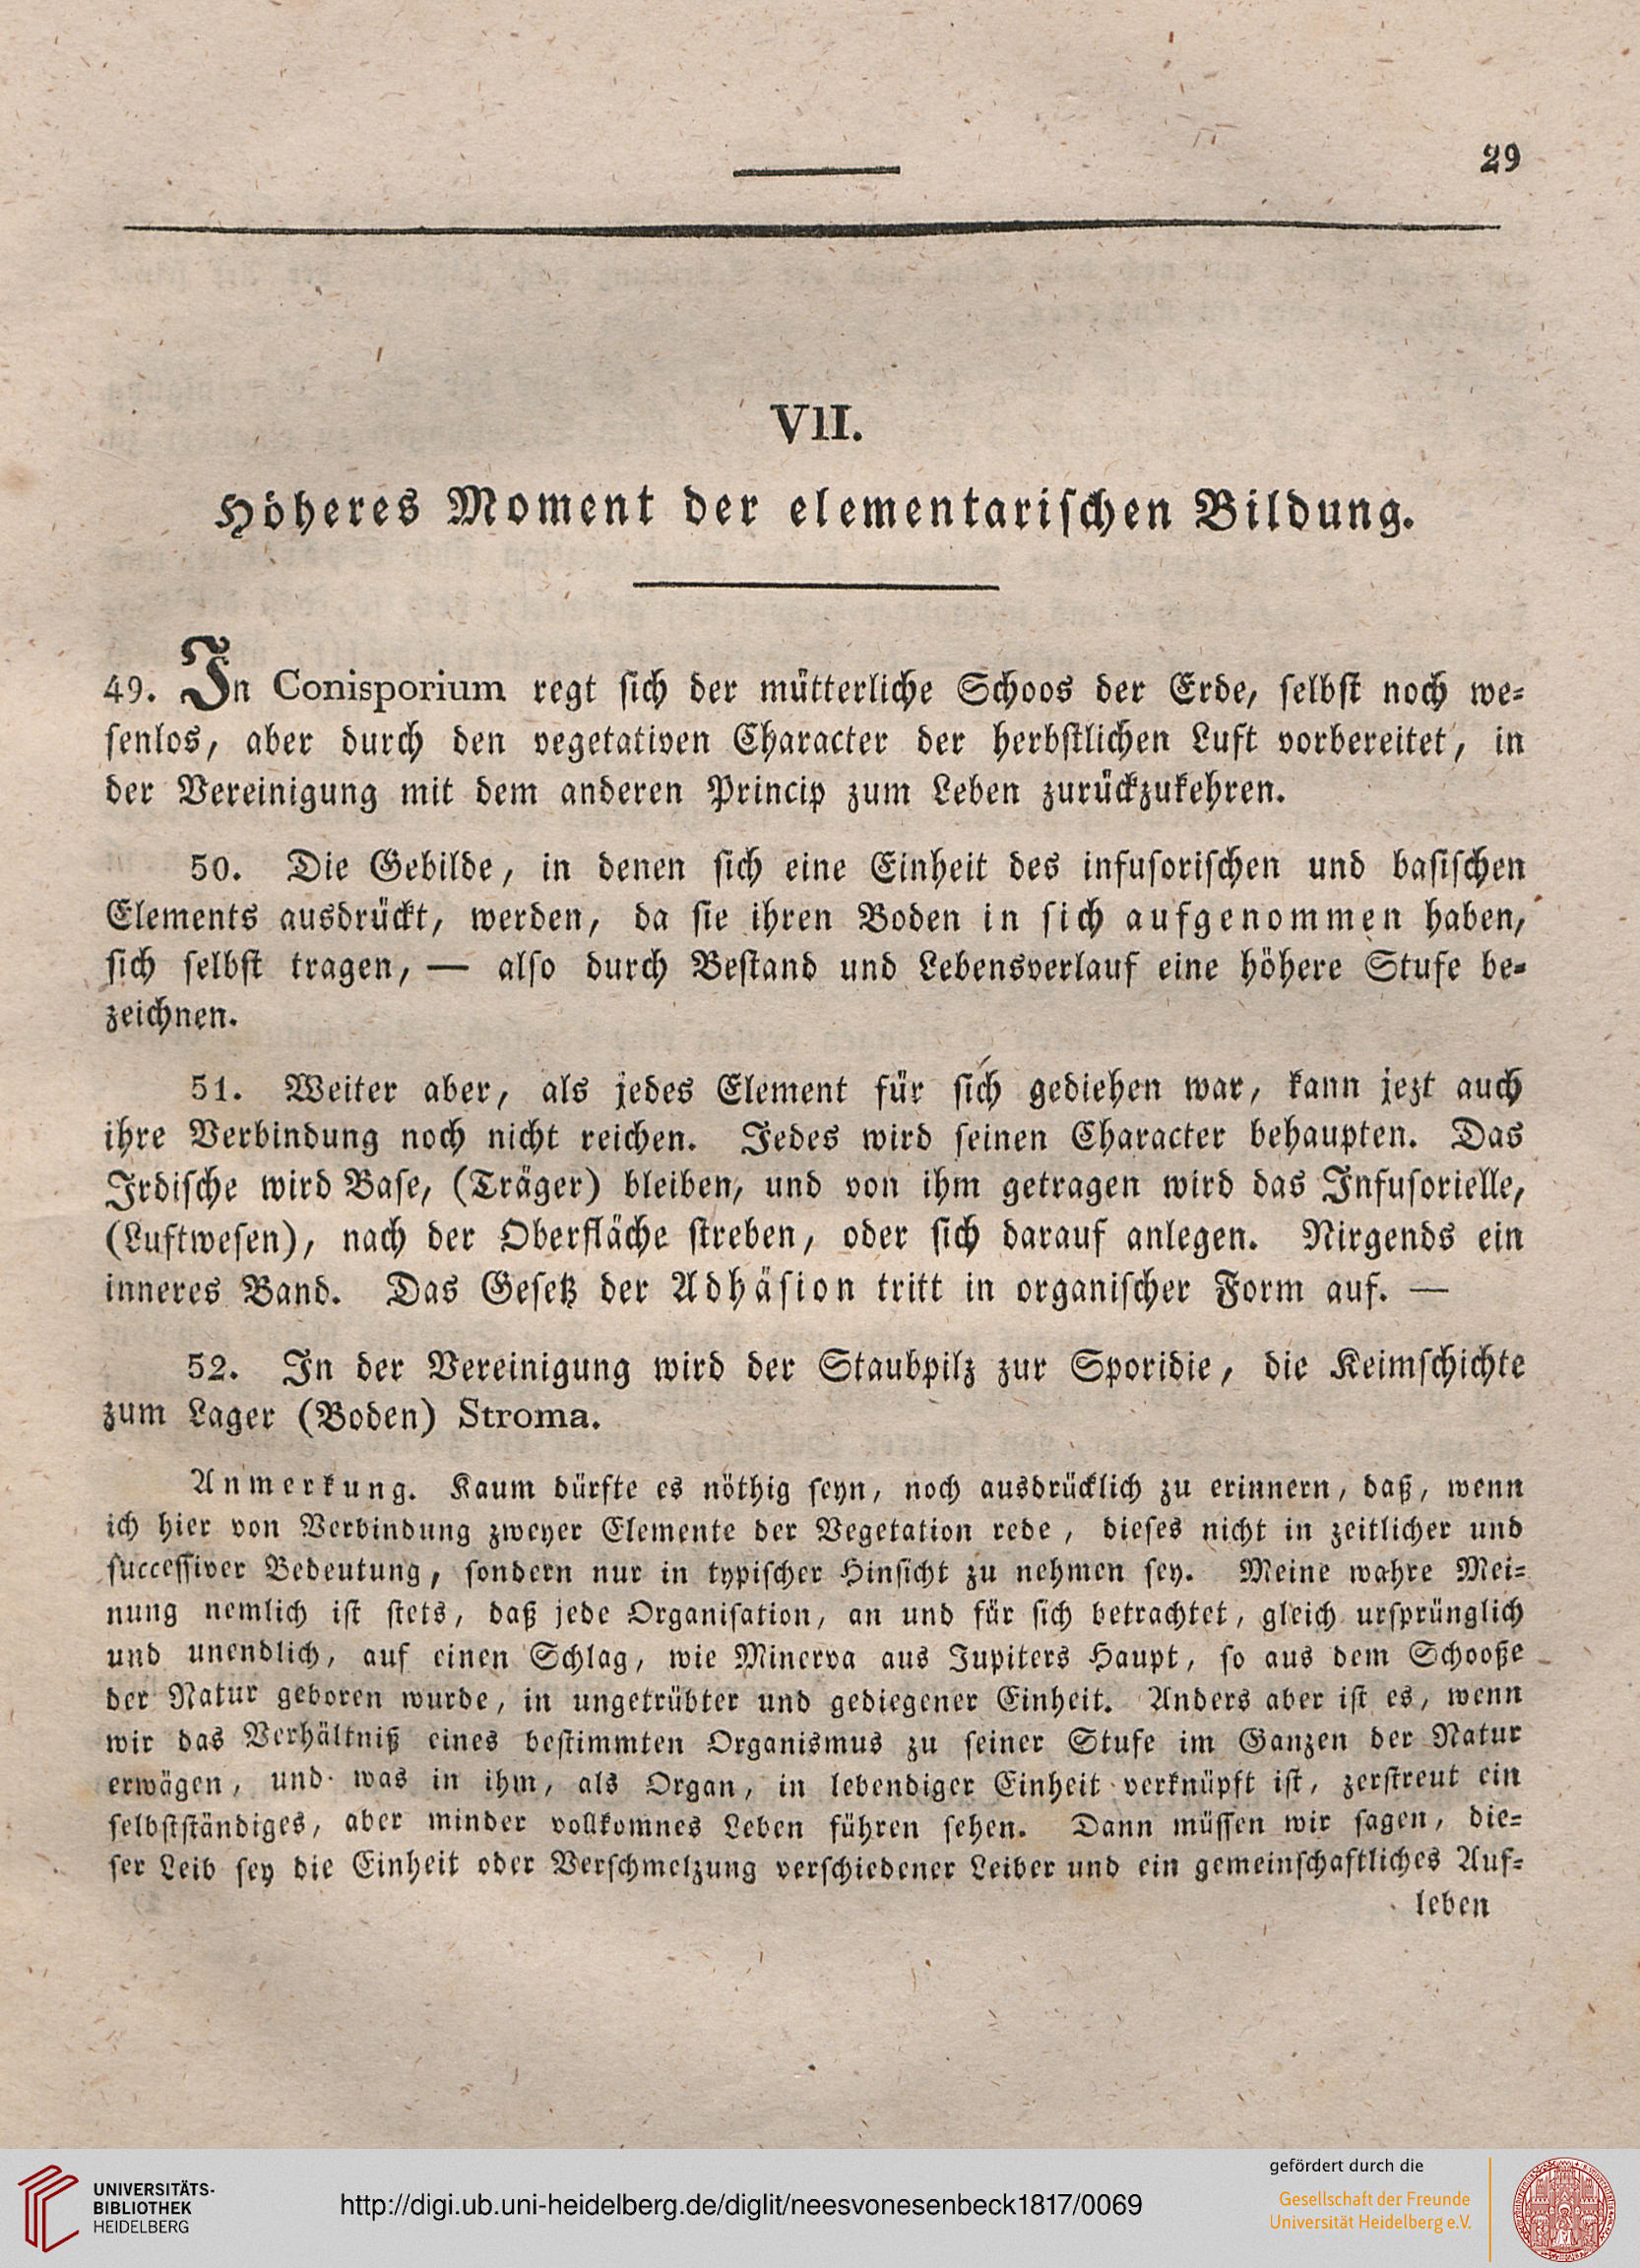 29
VII.
Höheres Moment der elementarischen Bildung.
49. In Conisporium regt sich der mütterliche Schoos der Erde, selbst noch we-
senlos, aber durch den vegetativen Character der herbstlichen Luft vorbereitet, in
der Vereinigung mit dem anderen Princip zum Leben zurückzukehren.
50. Die Gebilde, in denen sich eine Einheit des infusorischen und basischen
Elements ausdrückt, werden, da sie ihren Boden in sich aufgenommen haben,
sich selbst tragen, — also durch Bestand und Lebensverlauf eine höhere Stufe be-
zeichnen.
51. Weiter aber, als jedes Element für sich gediehen war, kann jezt auch
ihre Verbindung noch nicht reichen. Jedes wird seinen Character behaupten. Das
Irdische wird Base, (Träger) bleiben, und von ihm getragen wird das Infusorielle,
(Luftwesen), nach der Oberfläche streben, oder sich darauf anlegen. Nirgends ein
inneres Band. Das Gesetz der Adhäsion tritt in organischer Form auf. —
52. In der Vereinigung wird der Staubpilz zur Sporidie, die Keimschichte
zum Lager (Boden) Stroma.
Anmerkung. Kaum dürfte es nöthig seyn, noch ausdrücklich zu erinnern, daß, wenn
ich hier von Verbindung zweyer Elemente der Vegetation rede, dieses nicht in zeitlicher und
successiver Bedeutung, sondern nur in typischer Hinsicht zu nehmen sey. Meine wahre Mei-
nung nemlich ist stets, daß jede Organisation, an und für sich betrachtet, gleich ursprünglich
und unendlich, auf einen Schlag, wie Minerva aus Jupiters Haupt, so aus dem Schooße
der Natur geboren wurde, in ungetrübter und gediegener Einheit. Anders aber ist es, wenn
wir das Verhältniß eines bestimmten Organismus zu seiner Stufe im Ganzen der Natur
erwägen, und was in ihm, als Organ, in lebendiger Einheit verknüpft ist, zerstreut ein
selbstständiges, aber minder vollkomnes Leben führen sehen. Dann müssen wir sagen, die-
ser Leib sey die Einheit oder Verschmelzung verschiedener Leiber und ein gemeinschaftliches Auf-
leben
UNIVERSITÄTS-
BIBLIOTHEK
HEIDELBERG
http://digi.ub.uni-heidelberg.de/diglit/neesvonesenbeck1817/0069
gefördert durch die
Gesellschaft der Freunde
Universität Heidelberg e.V.